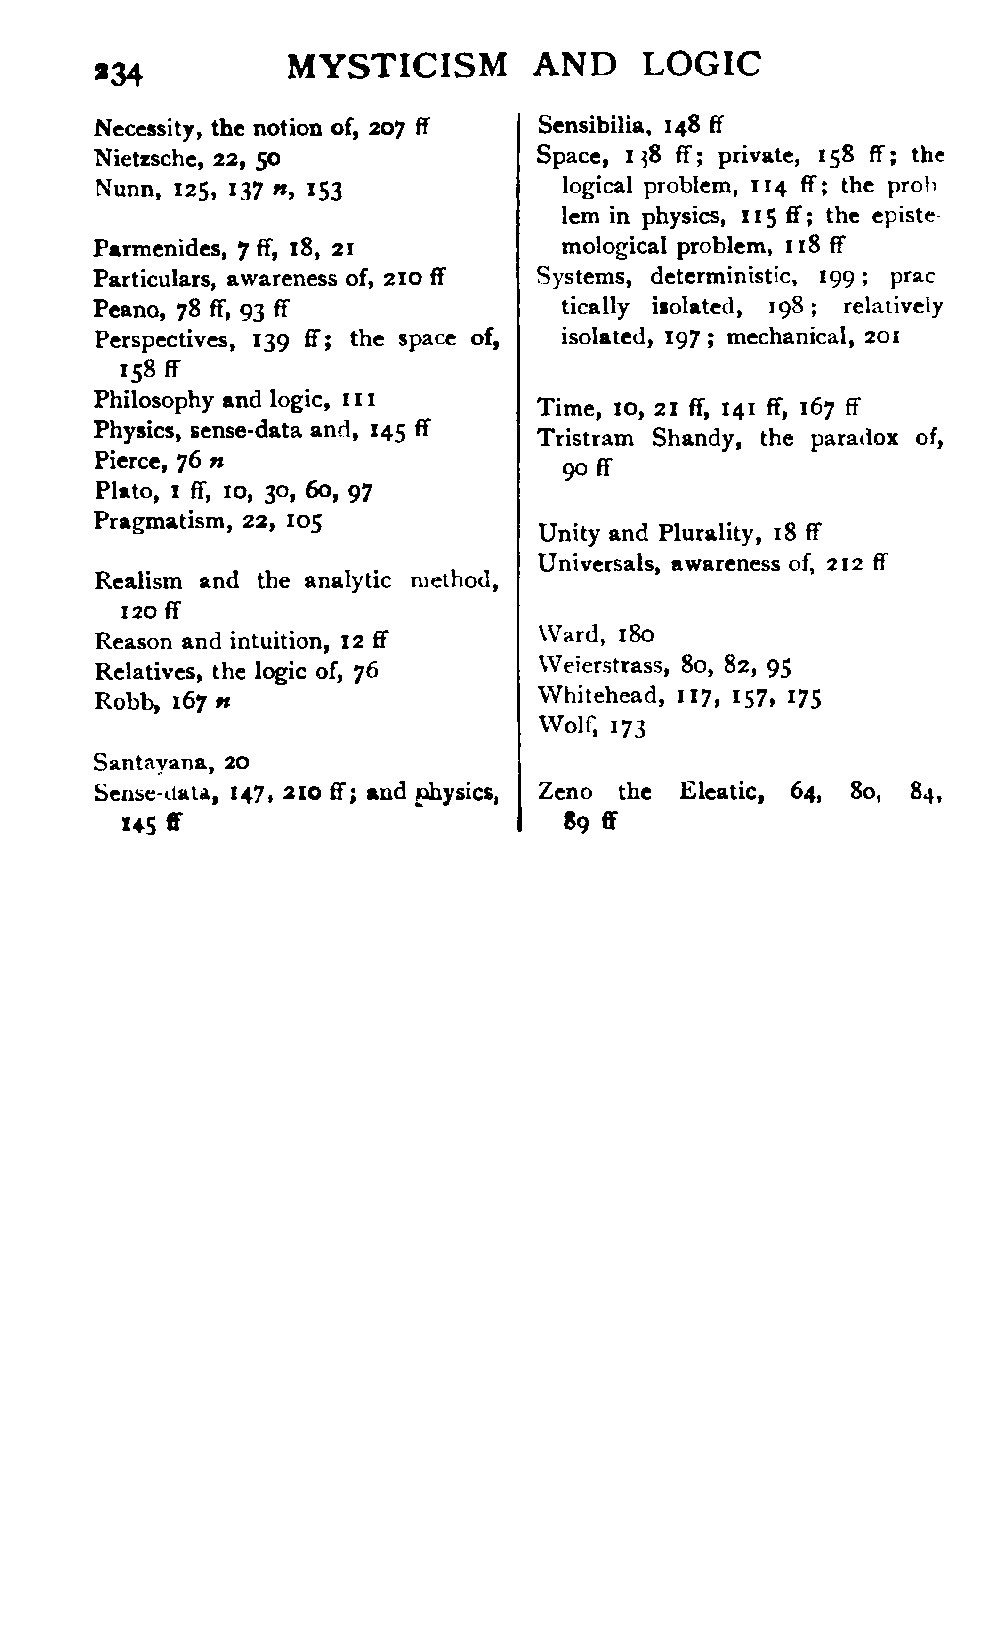 234 MYSTICISM AND LOGIC
Necessity, the notion of, 207 ff
Nietzsche, 22, 50
Nunn, 125, 137 n, 153
Parmenides, 7 ff, 18, 21
Particulars, awareness of, 210 ff
Peano, 78 ff, 93 ff
Perspectives, 139 ff; the space of,
158 ff
Philosophy and logic, 111
Physics, sense-data and, 145 ff
Pierce, 76 n
Plato, 1 ff, 10, 30, 60, 97
Pragmatism, 22, 105
Realism and the analytic method,
120 ff
Reason and intuition, 12 ff
Relatives, the logic of, 76
Robb, 167 n
Santayana, 20
Sense-data, 147, 210 ff; and physics,
145 ff
Sensibilia, 148 ff
Space, 138 ff; private, 158 ff; the
logical problem, 114 ff; the prob
lem in physics, 115 ff; the episte-
mological problem, 118 ff
Systems, deterministic, 199; prac
tically isolated, 198; relatively
isolated, 197; mechanical, 201
Time, 10, 21 ff, 141 ff, 167 ff
Tristram Shandy, the paradox of,
90 ff
Unity and Plurality, 18 ff
Universals, awareness of, 212 ff
Ward, 180
Weierstrass, 80, 82, 95
Whitehead, 117, 157, 175
Wolf, 173
Zeno the Eleatic, 64, 80, 84,
89 ff